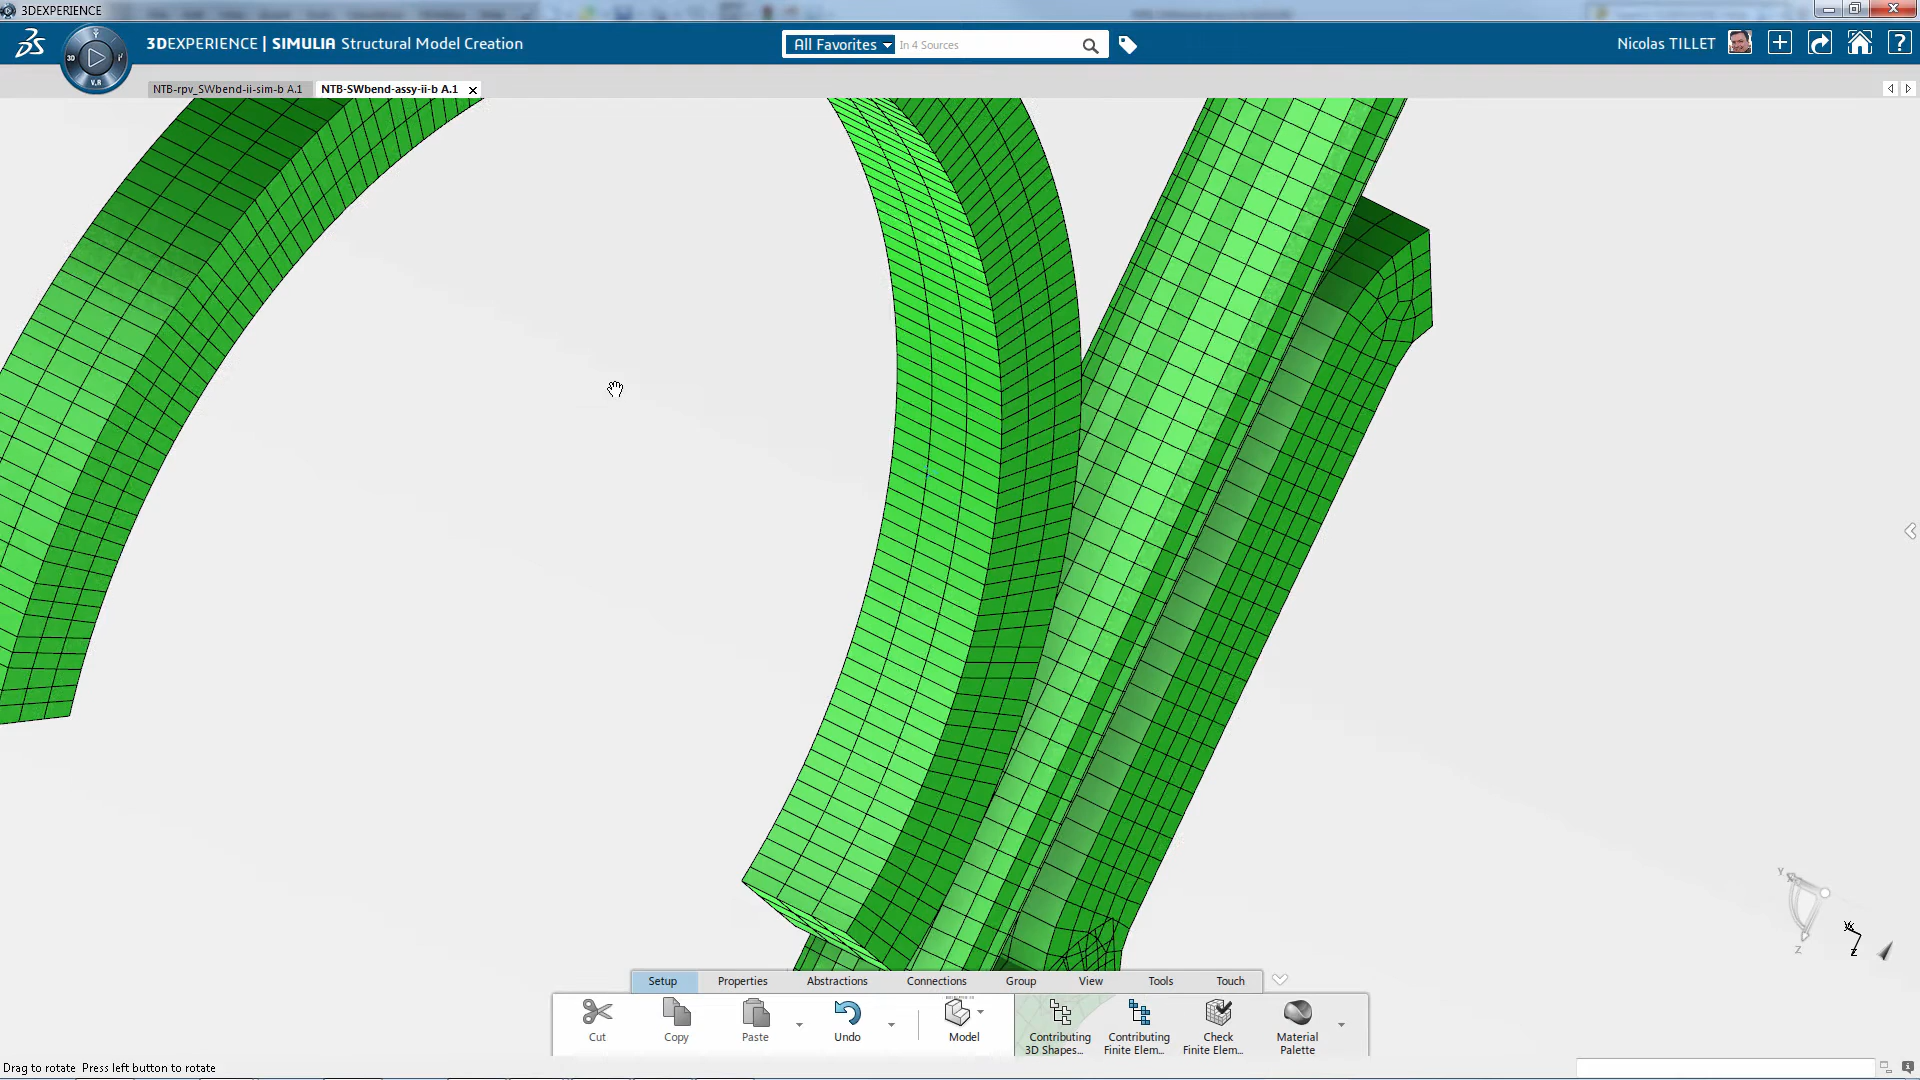 3DEXPERIENCE
3DEXPERIENCE | SIMULIA Structural Model Creation
All Favorites
In 4 Sources
Nicolas TILLET
3D
V.R
NTB-rpv_SWbend-ii-sim-b A.1
NTB-SWbend-assy-ii-b A.1
Y
Z
Z
Setup
Properties
Abstractions
Connections
Group
View
Tools
Touch
Cut
Copy
Paste
Undo
Model
Contributing
3D Shapes...
Contributing
Finite Elem...
Check
Finite Elem...
Material
Palette
Drag to rotate Press left button to rotate